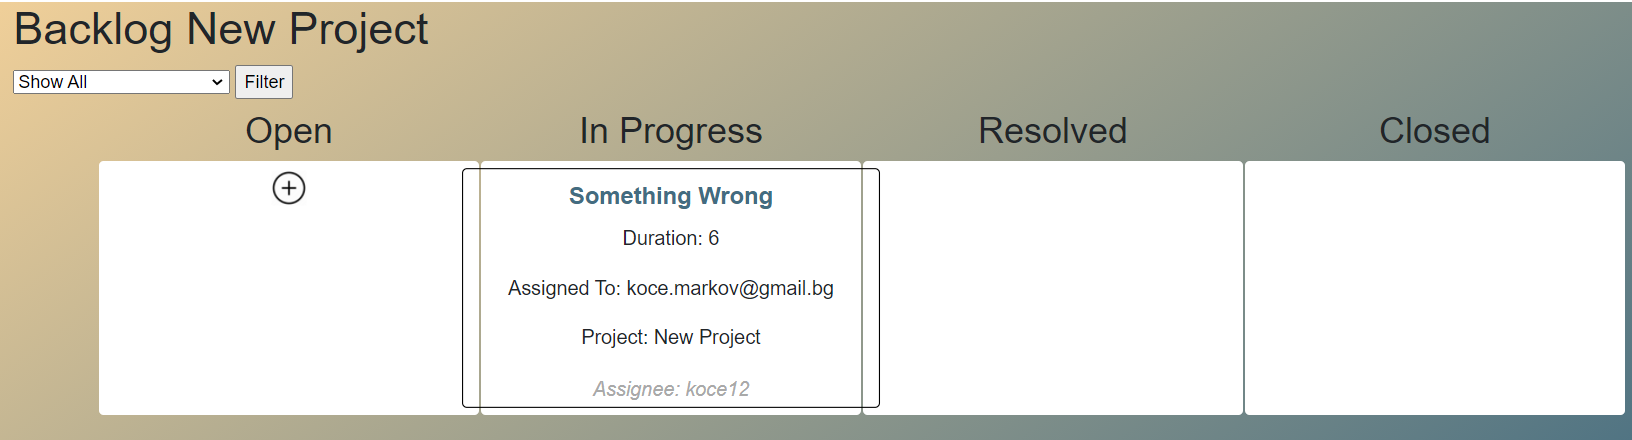 Backlog New Project
Show All Filter
Open In Progress Resolved Closed
Something Wrong
Duration: 6
Assigned To: koce.markov@gmail.bg
Project: New Project
Assignee: koce12